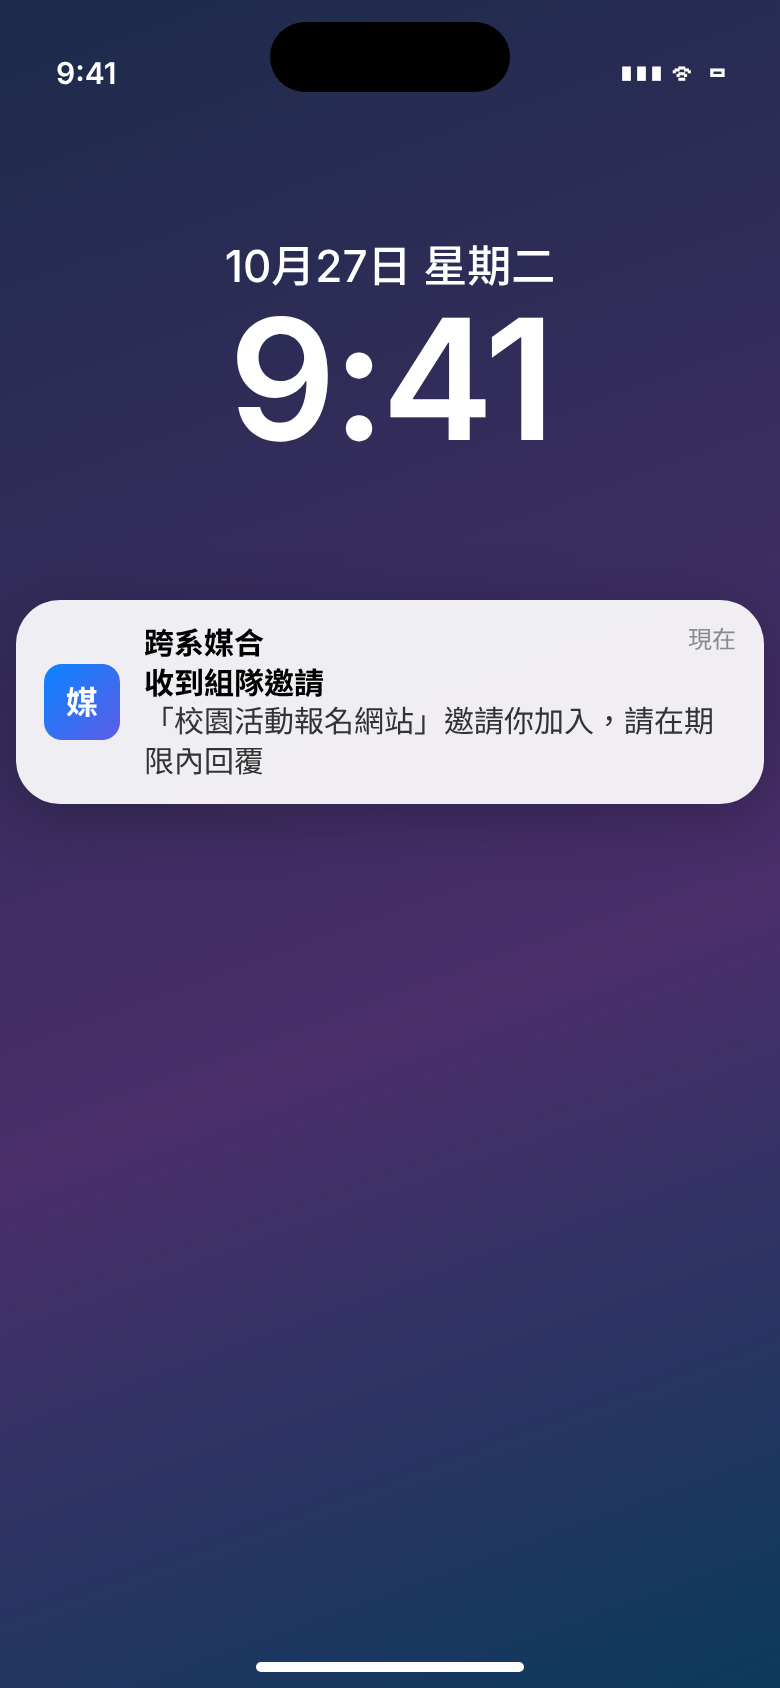 9:41
10月27日 星期二
9:41
跨系媒合
現在
媒
收到組隊邀請
「校園活動報名網站」邀請你加入，請在期
限內回覆